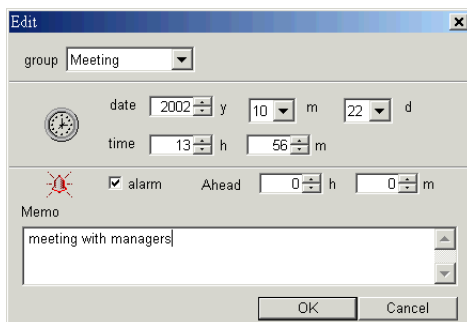 Edit
group Meeting
date 2002 y 10 m 22 d
time 13 h 56 m
alarm Ahead 0 h 0 m
Memo
meeting with managers
OK Cancel